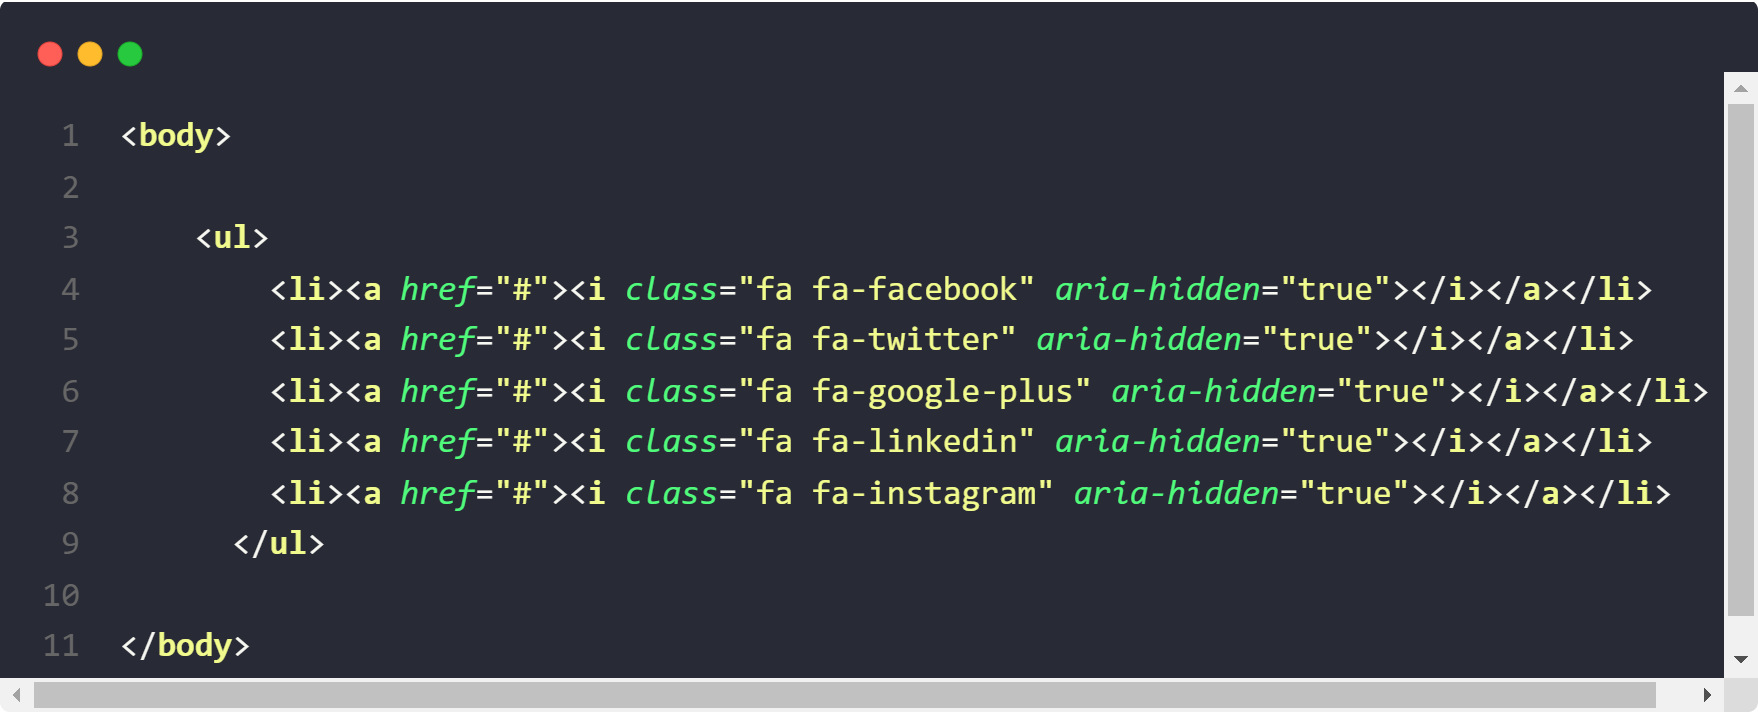 1 <body>
2
3     <ul>
4         <li><a href="#"><i class="fa fa-facebook" aria-hidden="true"></i></a></li>
5         <li><a href="#"><i class="fa fa-twitter" aria-hidden="true"></i></a></li>
6         <li><a href="#"><i class="fa fa-google-plus" aria-hidden="true"></i></a></li>
7         <li><a href="#"><i class="fa fa-linkedin" aria-hidden="true"></i></a></li>
8         <li><a href="#"><i class="fa fa-instagram" aria-hidden="true"></i></a></li>
9       </ul>
10
11 </body>